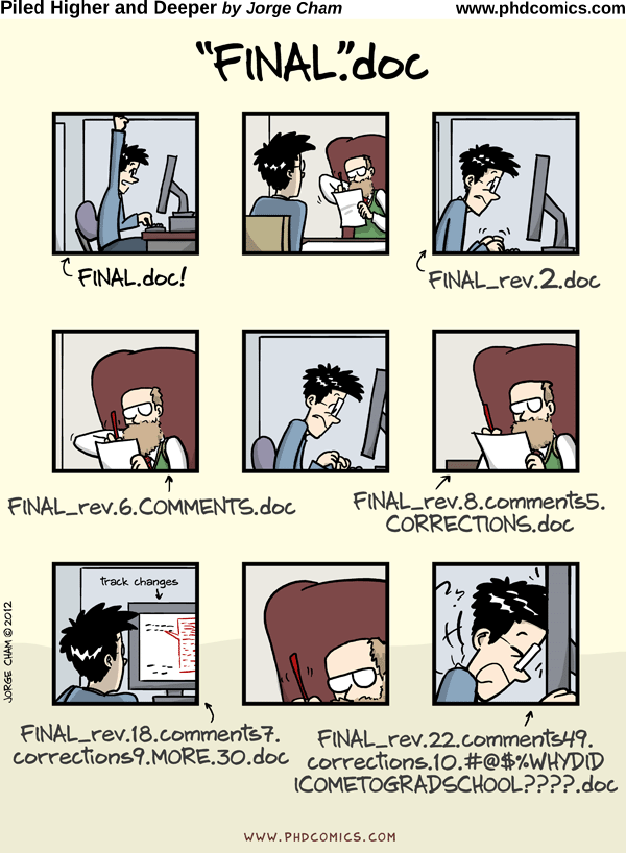 Piled Higher and Deeper by Jorge Cham www.phdcomics.com
"FINAL".doc
FINAL.doc!
FINAL_rev.2.doc
FINAL_rev.6.COMMENTS.doc
FINAL_rev.8.comments5.
CORRECTIONS.doc
track changes
FINAL_rev.18.comments7.
corrections9.MORE.30.doc
??
FINAL_rev.22.comments49.
corrections.10.#@$%WHYDID
ICOMETOGRADSCHOOL????.doc
JORGE CHAM © 2012
WWW.PHDCOMICS.COM